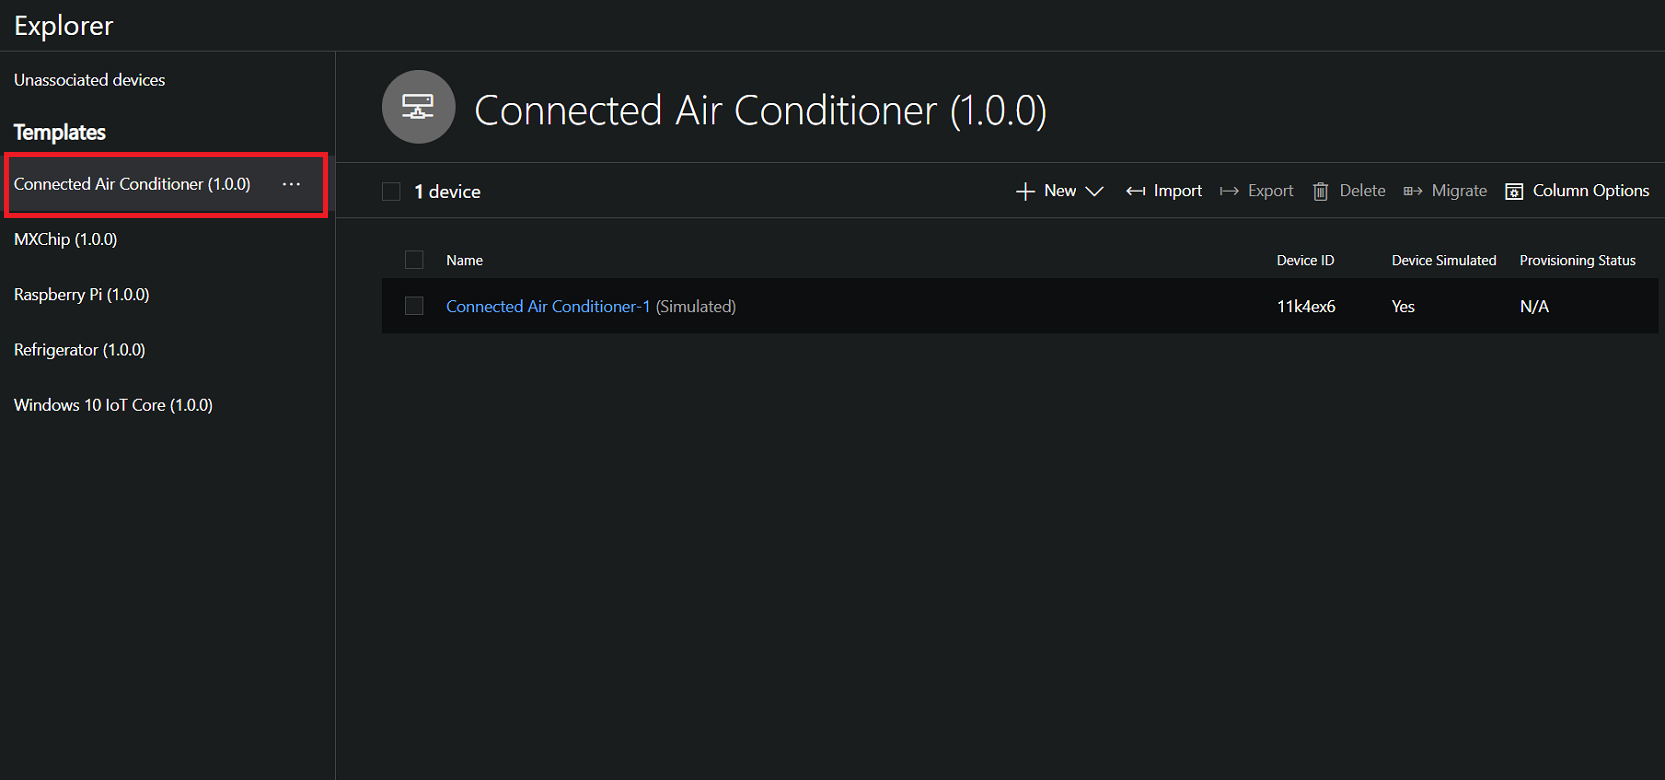 Explorer
Unassociated devices
Templates
Connected Air Conditioner (1.0.0) ···
MXChip (1.0.0)
Raspberry Pi (1.0.0)
Refrigerator (1.0.0)
Windows 10 IoT Core (1.0.0)
Connected Air Conditioner (1.0.0)
1 device New Import Export Delete Migrate Column Options
Name Device ID Device Simulated Provisioning Status
Connected Air Conditioner-1 (Simulated) 11k4ex6 Yes N/A